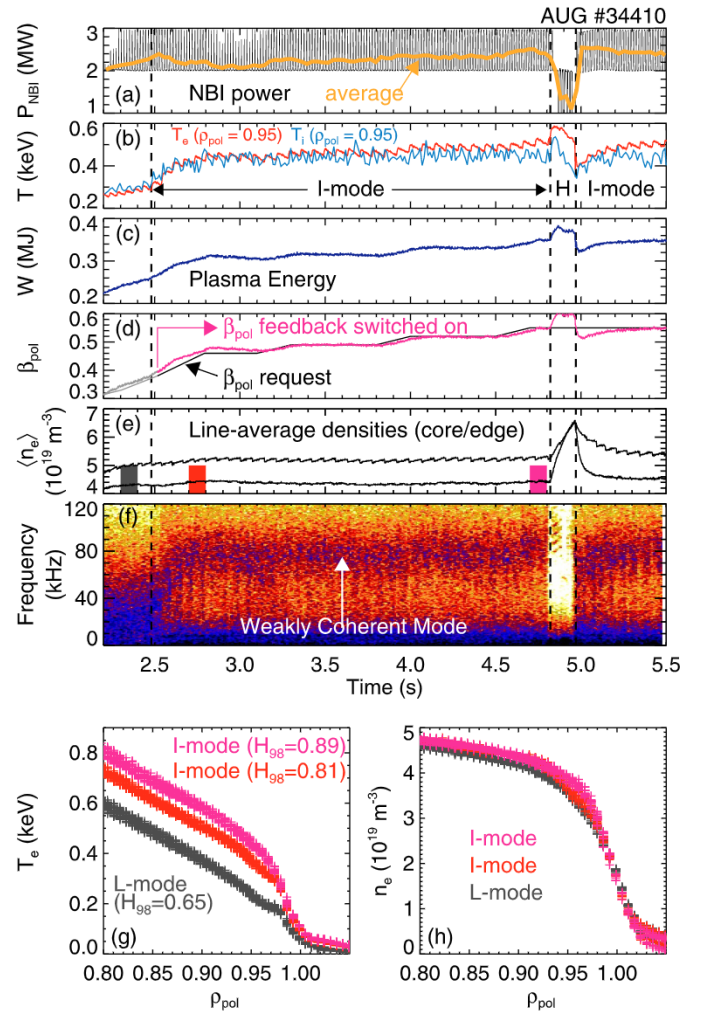 AUG #34410
P_NBI (MW)
3
2
1
(a)
NBI power
average
T (keV)
0.6
0.4
0.2
(b)
T_e (ρ_pol = 0.95) T_i (ρ_pol = 0.95)
I-mode
H
I-mode
W (MJ)
0.4
0.3
0.2
(c)
Plasma Energy
β_pol
0.6
0.5
0.4
0.3
(d)
β_pol feedback switched on
β_pol request
⟨n_e⟩
(10^19 m^-3)
7
6
5
4
(e)
Line-average densities (core/edge)
Frequency
(kHz)
120
80
40
0
(f)
Weakly Coherent Mode
2.5 3.0 3.5 4.0 4.5 5.0 5.5
Time (s)
T_e (keV)
0.8
0.6
0.4
0.2
0.0
I-mode (H_98=0.89)
I-mode (H_98=0.81)
L-mode
(H_98=0.65)
(g)
0.80 0.85 0.90 0.95 1.00
ρ_pol
n_e (10^19 m^-3)
5
4
3
2
1
0
I-mode
I-mode
L-mode
(h)
0.80 0.85 0.90 0.95 1.00
ρ_pol